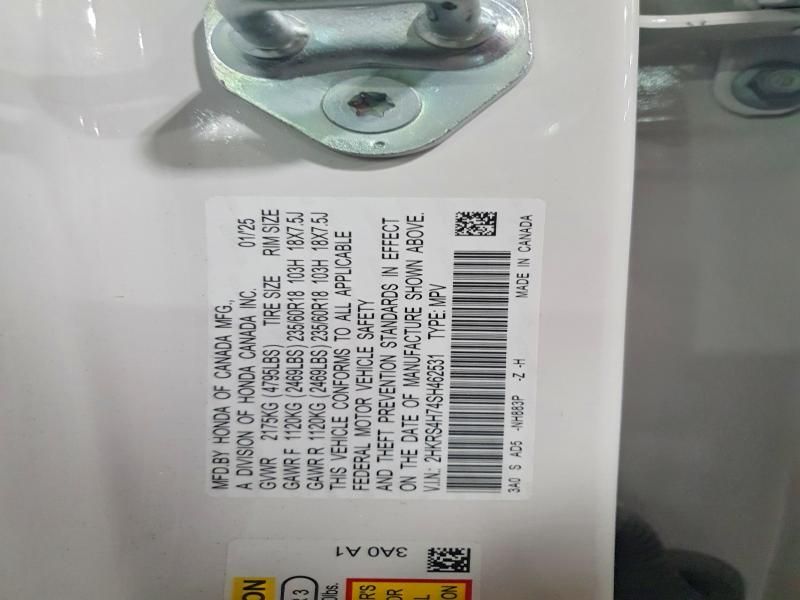 MFD.BY HONDA OF CANADA MFG.,
A DIVISION OF HONDA CANADA INC. 01/25
GVWR 2175KG (4795LBS) TIRE SIZE RIM SIZE
GAWR F 1120KG (2469LBS) 235/60R18 103H 18X7.5J
GAWR R 1120KG (2469LBS) 235/60R18 103H 18X7.5J
THIS VEHICLE CONFORMS TO ALL APPLICABLE
FEDERAL MOTOR VEHICLE SAFETY
AND THEFT PREVENTION STANDARDS IN EFFECT
ON THE DATE OF MANUFACTURE SHOWN ABOVE.
V.I.N.: 2HKRS4H74SH462531 TYPE: MPV
3A0 S AD5 -NH883P -Z -H MADE IN CANADA
3A0 A1